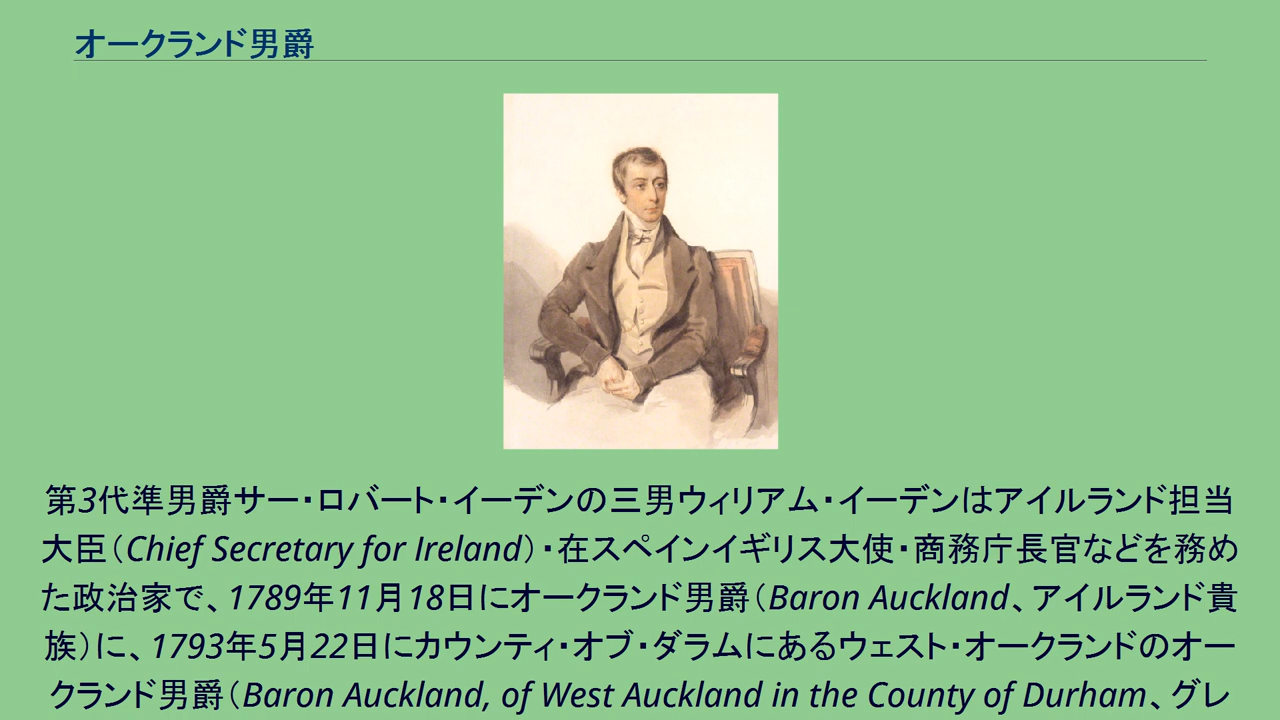 オークランド男爵
第3代準男爵サー・ロバート・イーデンの三男ウィリアム・イーデンはアイルランド担当
大臣（Chief Secretary for Ireland）・在スペインイギリス大使・商務庁長官などを務め
た政治家で、1789年11月18日にオークランド男爵（Baron Auckland、アイルランド貴
族）に、1793年5月22日にカウンティ・オブ・ダラムにあるウェスト・オークランドのオー
クランド男爵（Baron Auckland, of West Auckland in the County of Durham、グレ